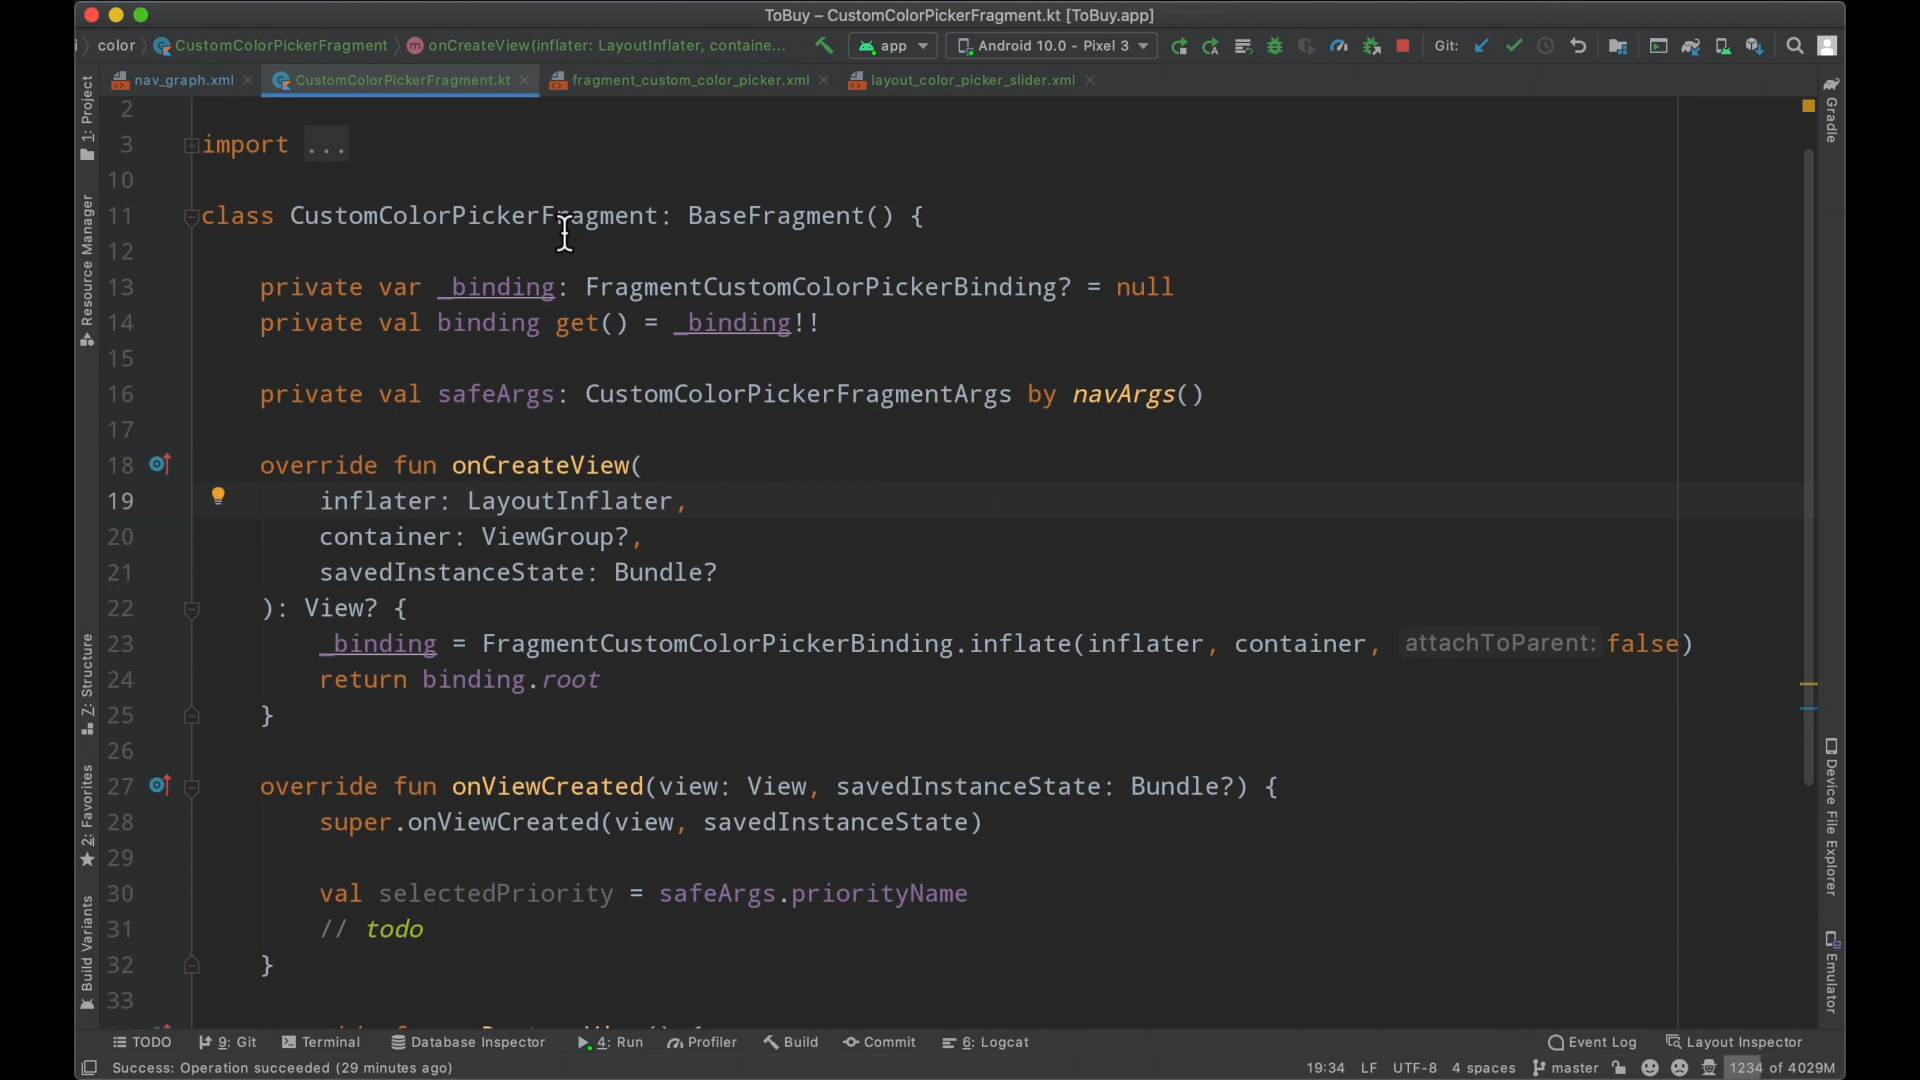 ToBuy – CustomColorPickerFragment.kt [ToBuy.app]
i color CustomColorPickerFragment onCreateView(inflater: LayoutInflater, containe... app Android 10.0 - Pixel 3 Git:
nav_graph.xml CustomColorPickerFragment.kt fragment_custom_color_picker.xml layout_color_picker_slider.xml
1: Project
Resource Manager
Z: Structure
2: Favorites
Build Variants
2
3 import ...
10
11 class CustomColorPickerFragment: BaseFragment() {
12
13 private var _binding: FragmentCustomColorPickerBinding? = null
14 private val binding get() = _binding!!
15
16 private val safeArgs: CustomColorPickerFragmentArgs by navArgs()
17
18 override fun onCreateView(
19 inflater: LayoutInflater,
20 container: ViewGroup?,
21 savedInstanceState: Bundle?
22 ): View? {
23 _binding = FragmentCustomColorPickerBinding.inflate(inflater, container, attachToParent: false)
24 return binding.root
25 }
26
27 override fun onViewCreated(view: View, savedInstanceState: Bundle?) {
28 super.onViewCreated(view, savedInstanceState)
29
30 val selectedPriority = safeArgs.priorityName
31 // todo
32 }
33
Gradle
Device File Explorer
Emulator
TODO 9: Git Terminal Database Inspector 4: Run Profiler Build Commit 6: Logcat Event Log Layout Inspector
Success: Operation succeeded (29 minutes ago) 19:34 LF UTF-8 4 spaces master 1234 of 4029M